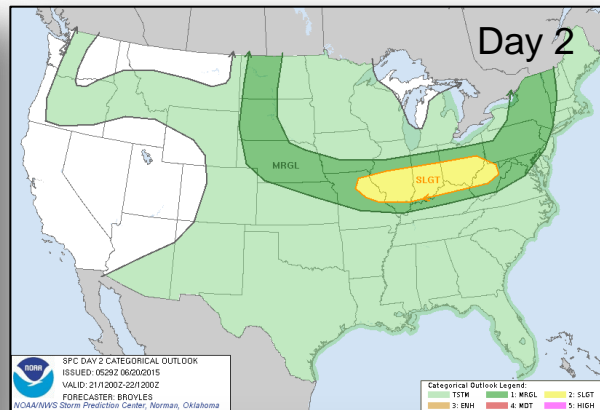 Day 2
MRGL
SLGT
NOAA
SPC DAY 2 CATEGORICAL OUTLOOK
ISSUED: 0529Z 06/20/2015
VALID: 21/1200Z-22/1200Z
FORECASTER: BROYLES
NOAA/NWS Storm Prediction Center, Norman, Oklahoma
Categorical Outlook Legend:
TSTM 1: MRGL 2: SLGT
3: ENH 4: MDT 5: HIGH